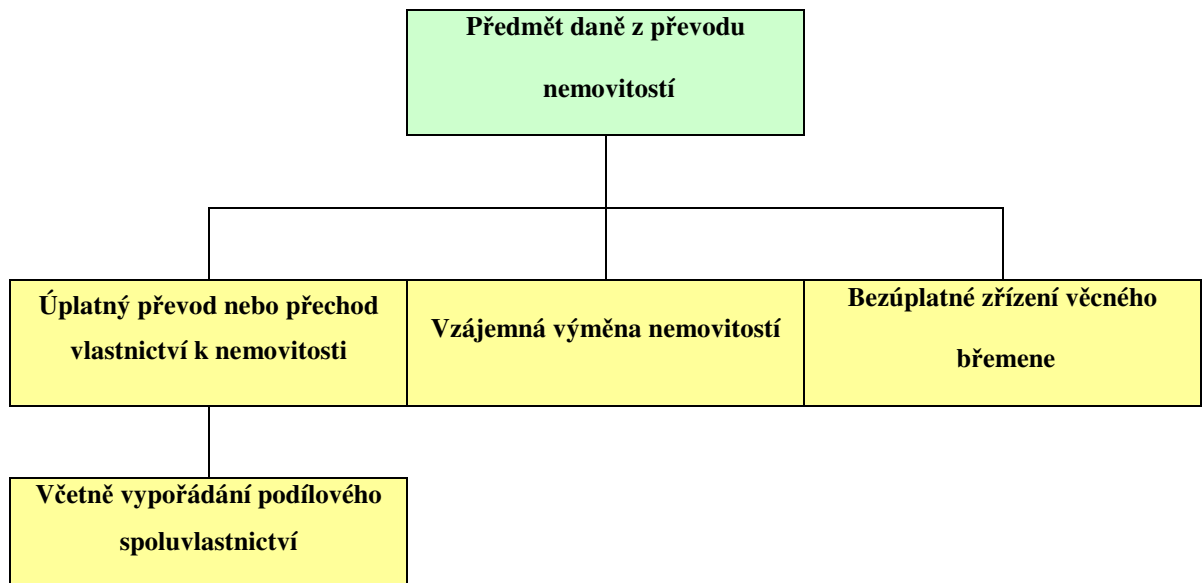 Předmět daně z převodu
nemovitostí
Úplatný převod nebo přechod
vlastnictví k nemovitosti
Vzájemná výměna nemovitostí
Bezúplatné zřízení věcného
břemene
Včetně vypořádání podílového
spoluvlastnictví